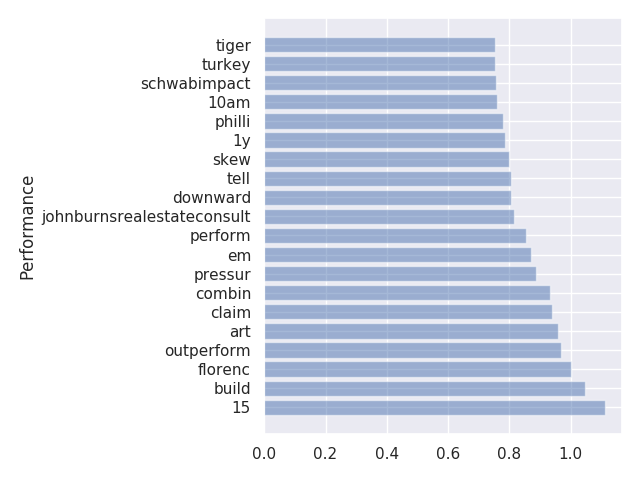 tiger
turkey
schwabimpact
10am
philli
1y
skew
tell
downward
johnburnsrealestateconsult
perform
em
pressur
combin
claim
art
outperform
florenc
build
15
Performance
0.0 0.2 0.4 0.6 0.8 1.0